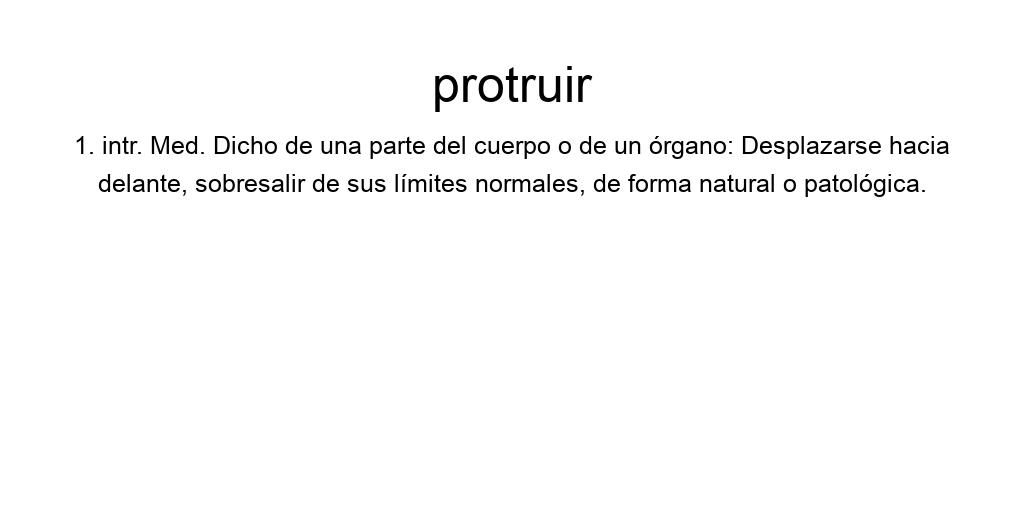 protruir
1. intr. Med. Dicho de una parte del cuerpo o de un órgano: Desplazarse hacia
delante, sobresalir de sus límites normales, de forma natural o patológica.